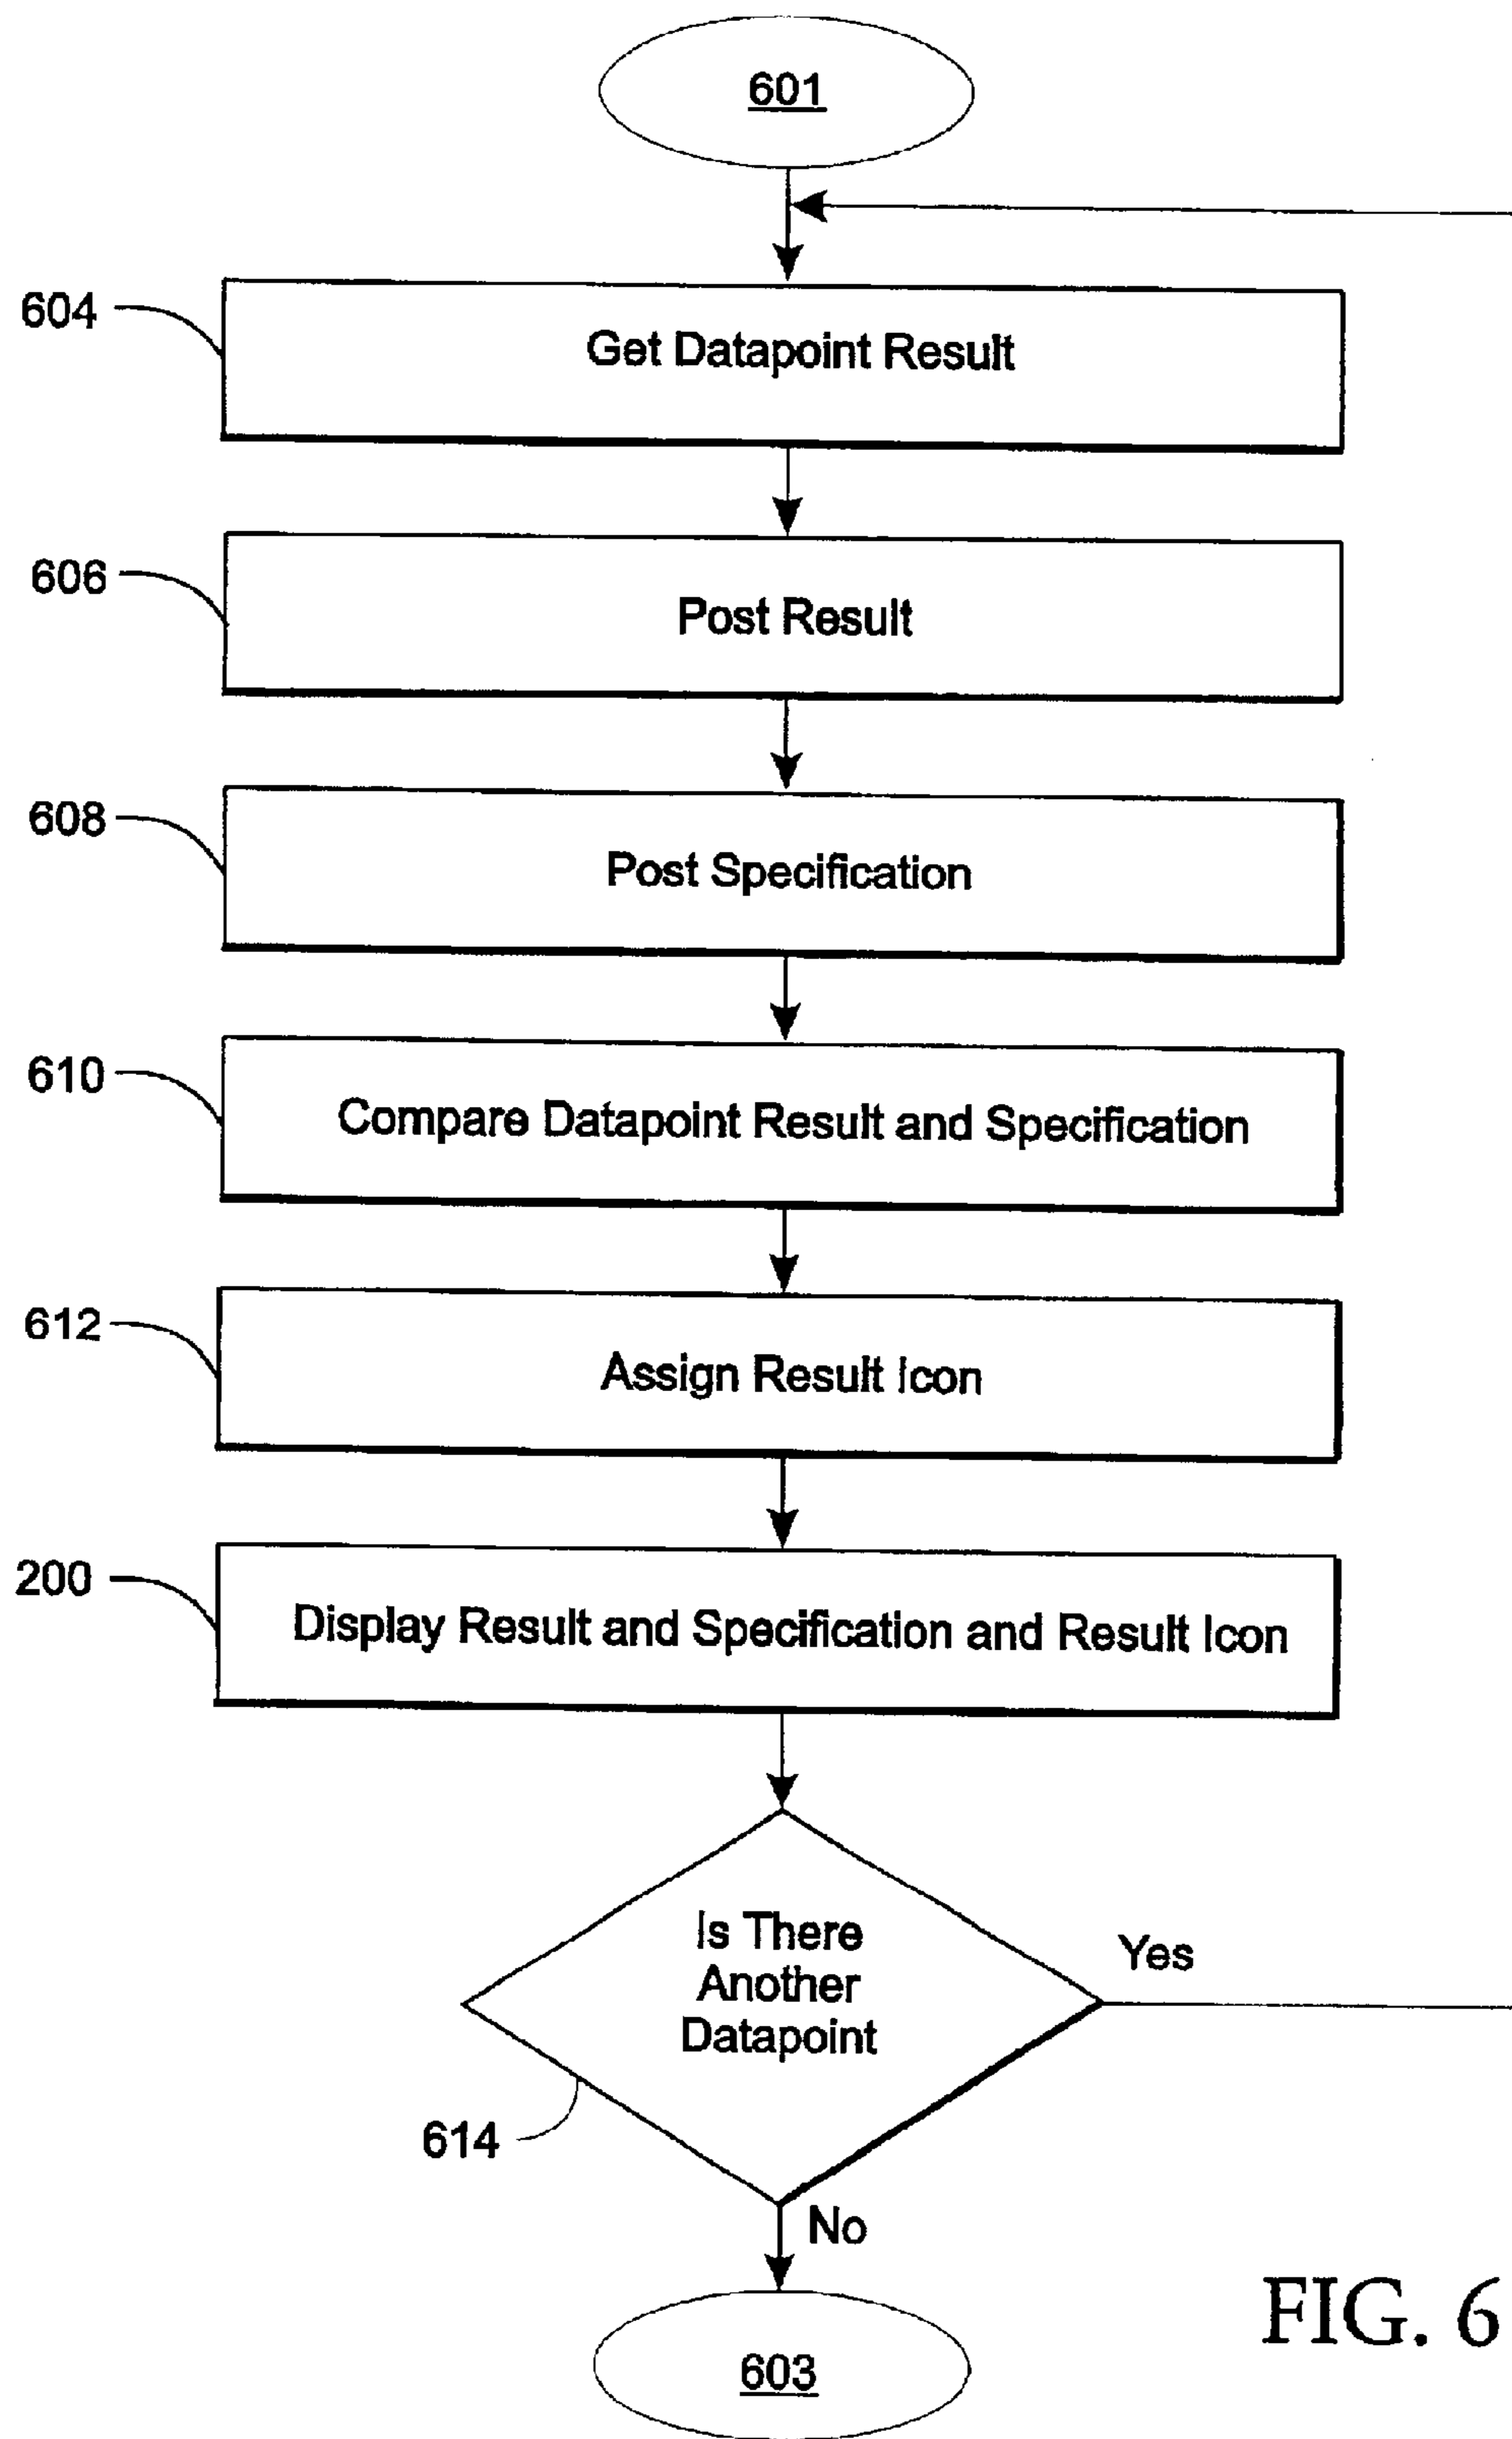 601
604
Get Datapoint Result
606
Post Result
608
Post Specification
610
Compare Datapoint Result and Specification
612
Assign Result Icon
200
Display Result and Specification and Result Icon
Is There
Another
Datapoint
Yes
614
No
603
FIG. 6